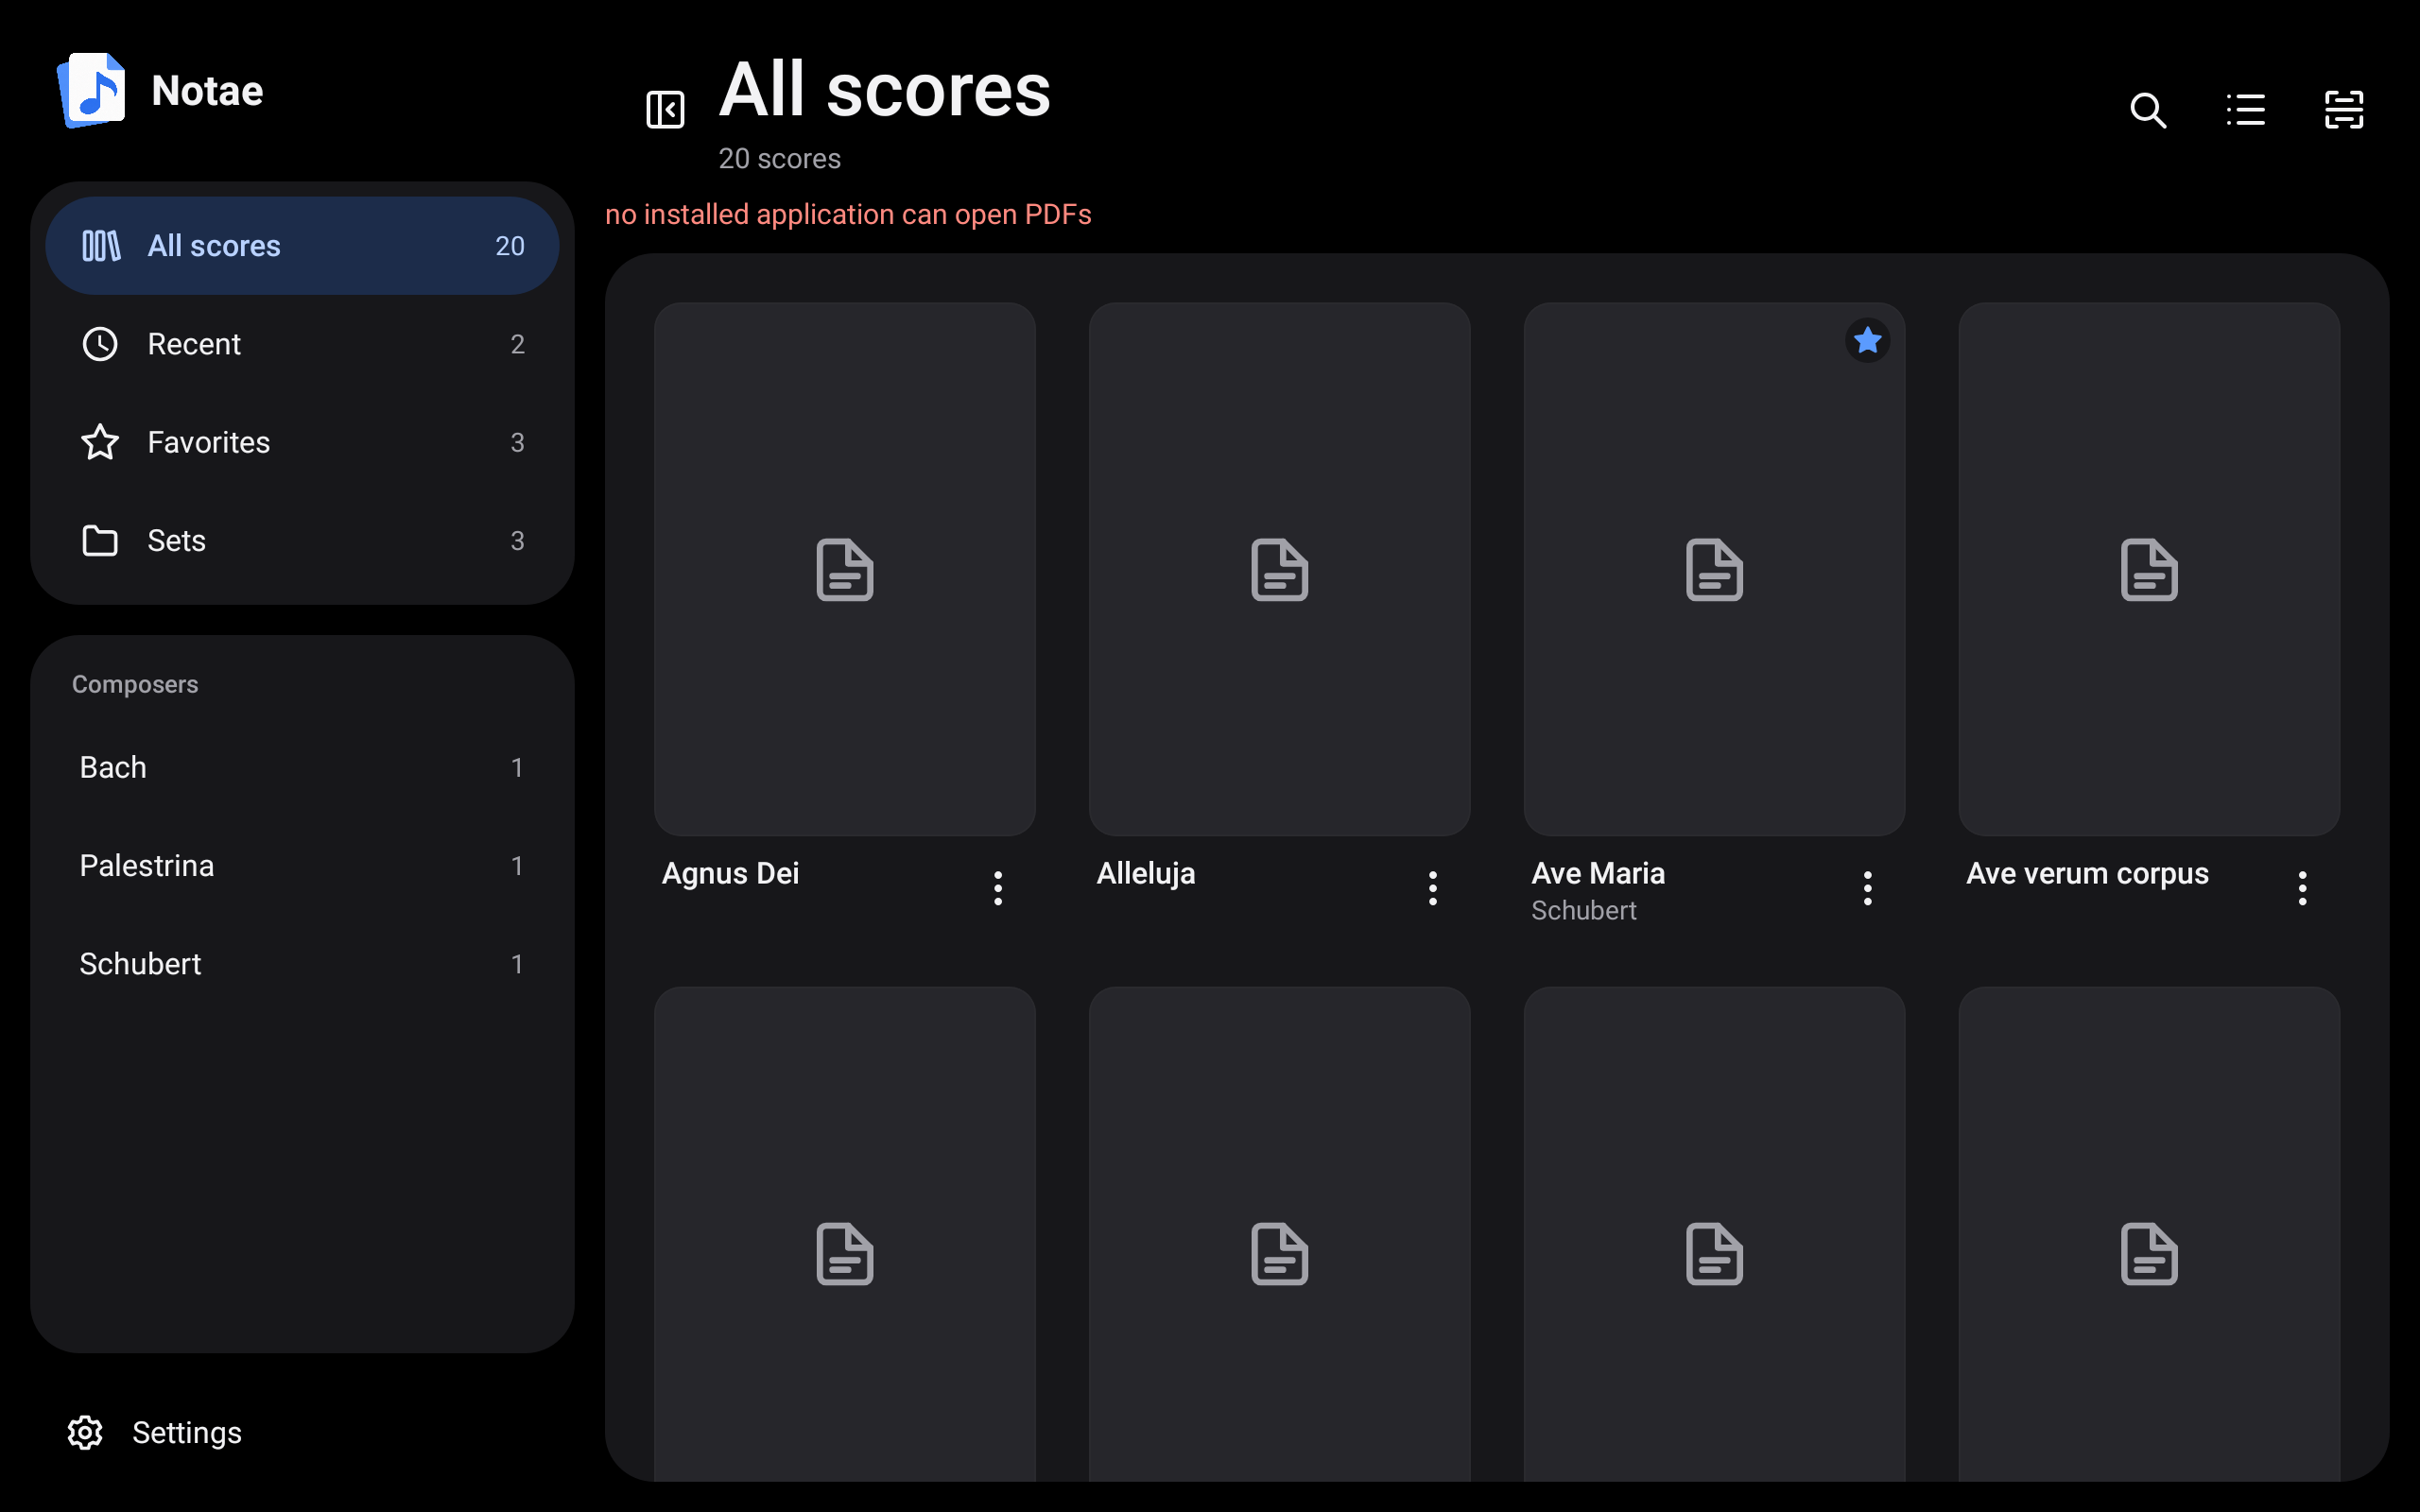 Notae
All scores 20
Recent 2
Favorites 3
Sets 3
Composers
Bach 1
Palestrina 1
Schubert 1
Settings
All scores
20 scores
no installed application can open PDFs
Agnus Dei
Alleluja
Ave Maria
Schubert
Ave verum corpus